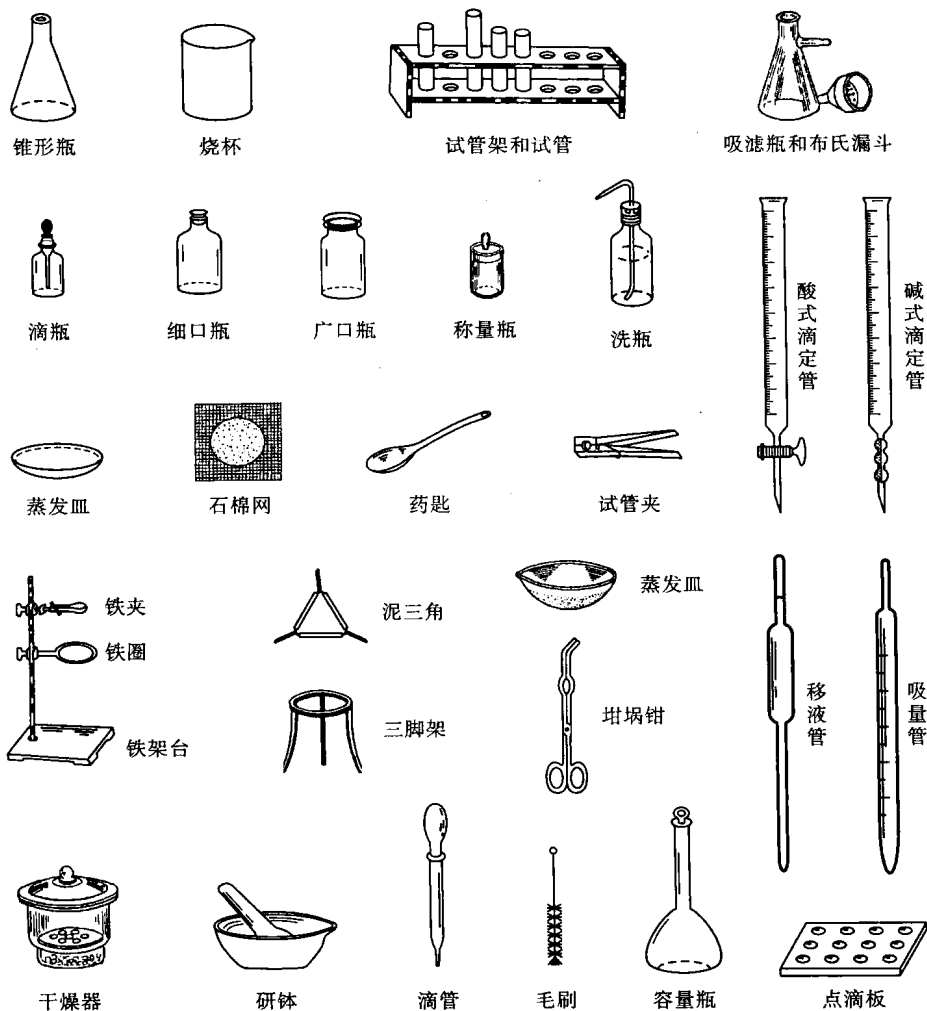 锥形瓶
烧杯
试管架和试管
吸滤瓶和布氏漏斗
滴瓶
细口瓶
广口瓶
称量瓶
洗瓶
酸式滴定管
碱式滴定管
蒸发皿
石棉网
药匙
试管夹
铁夹
铁圈
铁架台
泥三角
三脚架
蒸发皿
坩埚钳
移液管
吸量管
干燥器
研钵
滴管
毛刷
容量瓶
点滴板